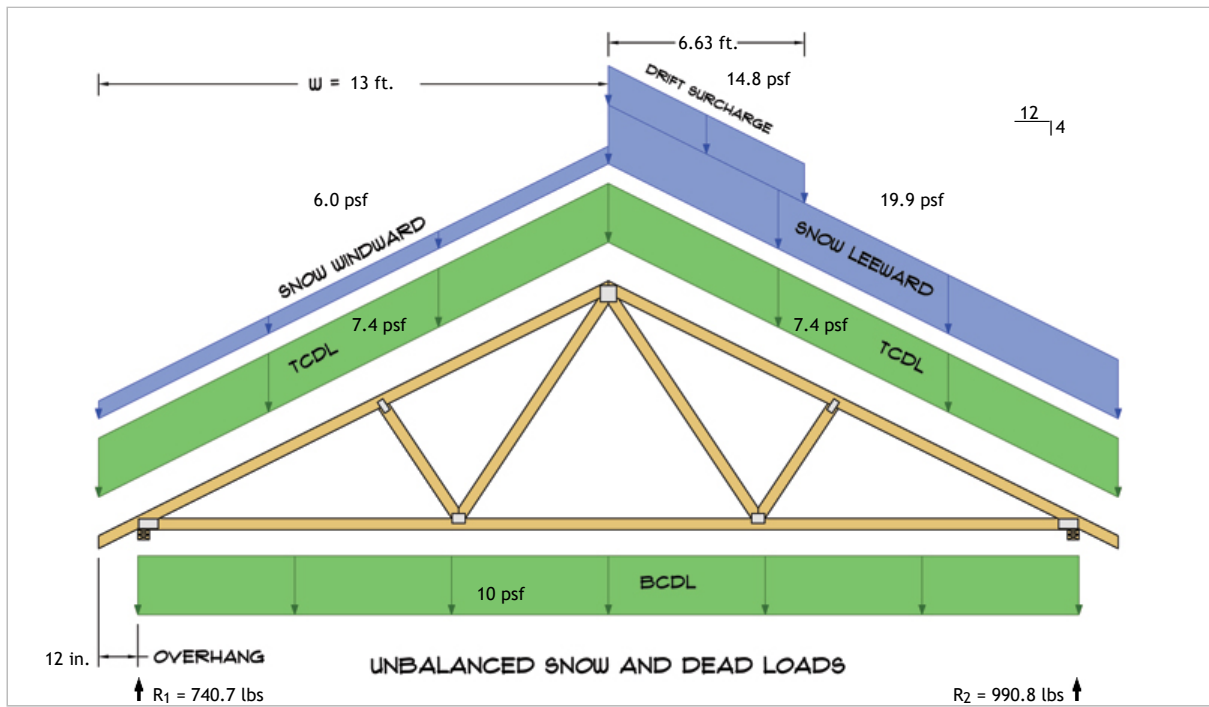 6.63 ft.
W = 13 ft.
DRIFT SURCHARGE
14.8 psf
12
4
6.0 psf
19.9 psf
SNOW WINDWARD
SNOW LEEWARD
7.4 psf
7.4 psf
TCDL
TCDL
BCDL
10 psf
12 in.
OVERHANG
UNBALANCED SNOW AND DEAD LOADS
R1 = 740.7 lbs
R2 = 990.8 lbs